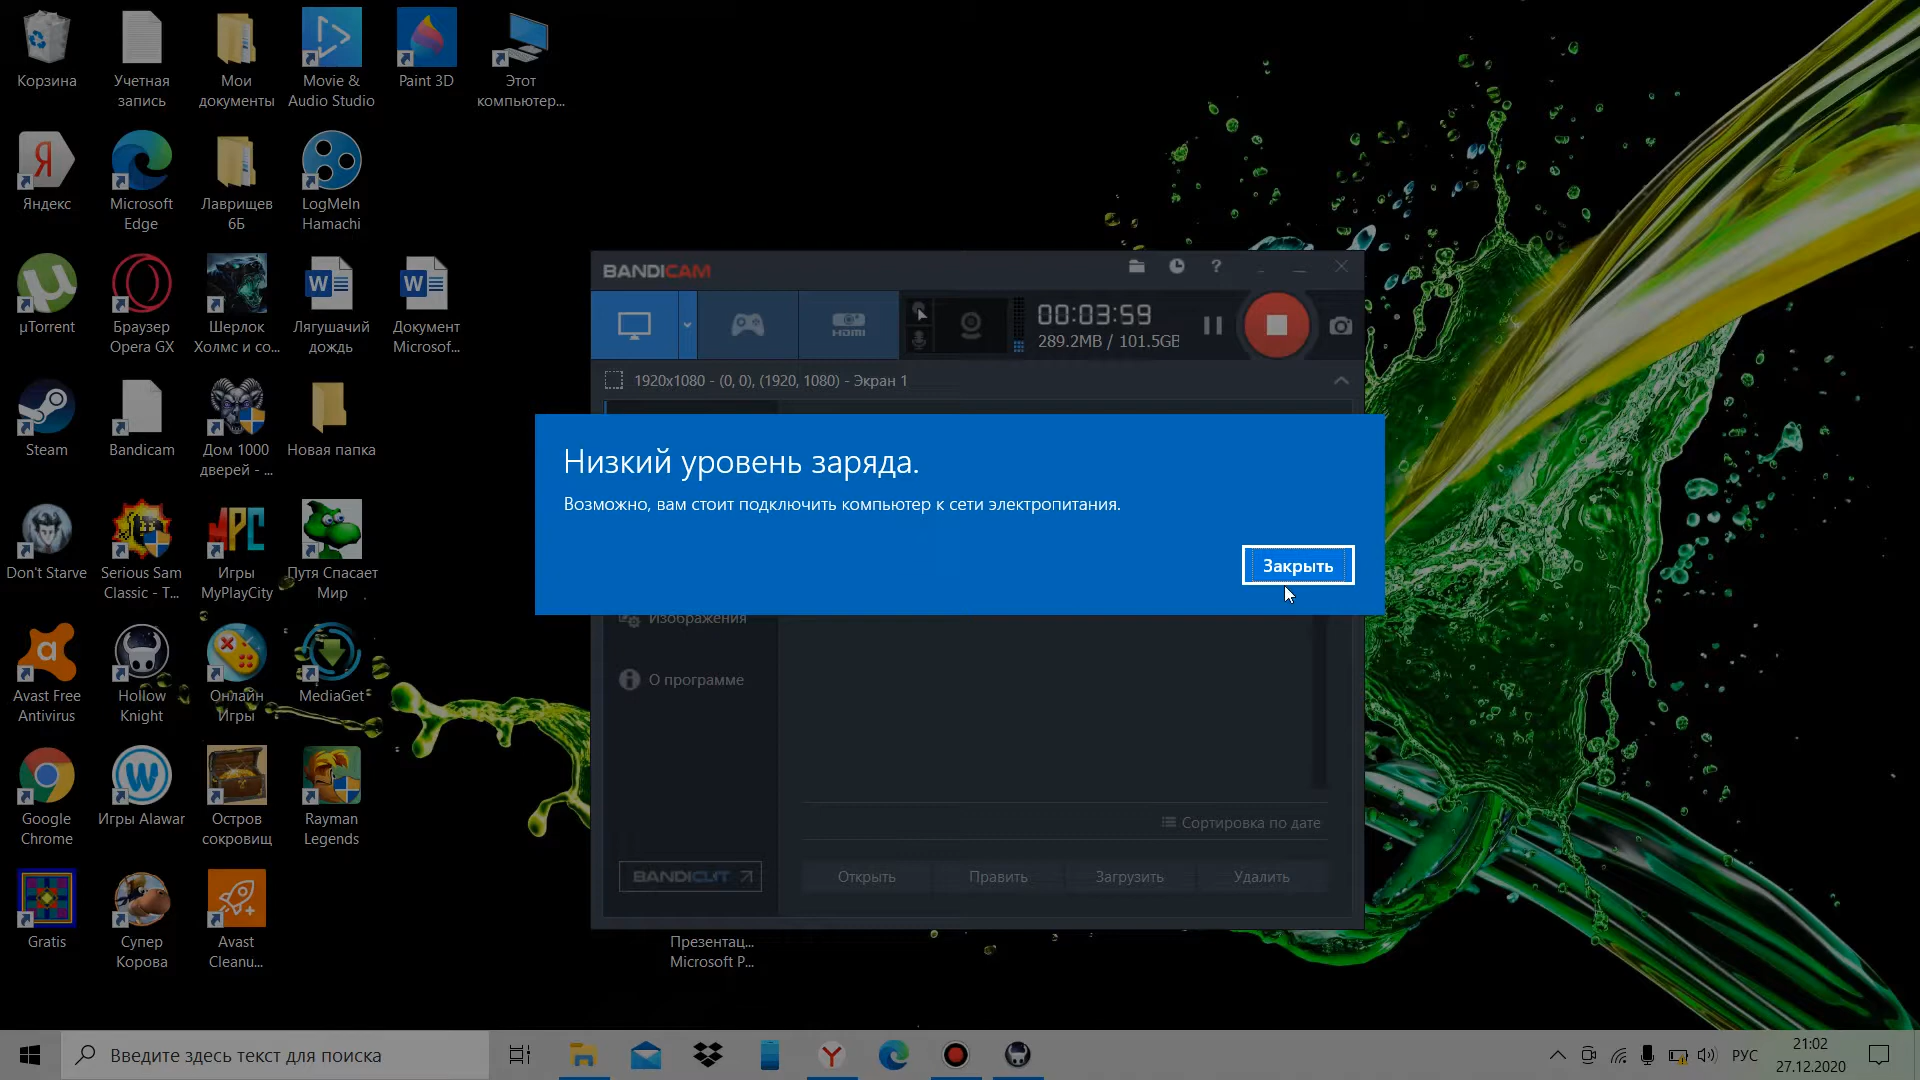 Корзина
Учетная
запись
Мои
документы
Movie &
Audio Studio
Paint 3D
Этот
компьютер...
Яндекс
Microsoft
Edge
Лаврищев
6Б
LogMeIn
Hamachi
µTorrent
Браузер
Opera GX
Шерлок
Холмс и со...
Лягушачий
дождь
Документ
Microsof...
Steam
Bandicam
Дом 1000
дверей - ...
Новая папка
Don't Starve
Serious Sam
Classic - T...
Игры
MyPlayCity
Путя Спасает
Мир
Avast Free
Antivirus
Hollow
Knight
Онлайн
Игры
MediaGet
Google
Chrome
Игры Alawar
Остров
сокровищ
Rayman
Legends
Gratis
Супер
Корова
Avast
Cleanu...
Презентац...
Microsoft P...
BANDICAM
HDMI
00:03:59
289.2MB / 101.5GB
1920x1080 - (0, 0), (1920, 1080) - Экран 1
Низкий уровень заряда.
Возможно, вам стоит подключить компьютер к сети электропитания.
Закрыть
Изображения
О программе
Сортировка по дате
BANDICUT
Открыть
Править
Загрузить
Удалить
Введите здесь текст для поиска
РУС
21:02
27.12.2020